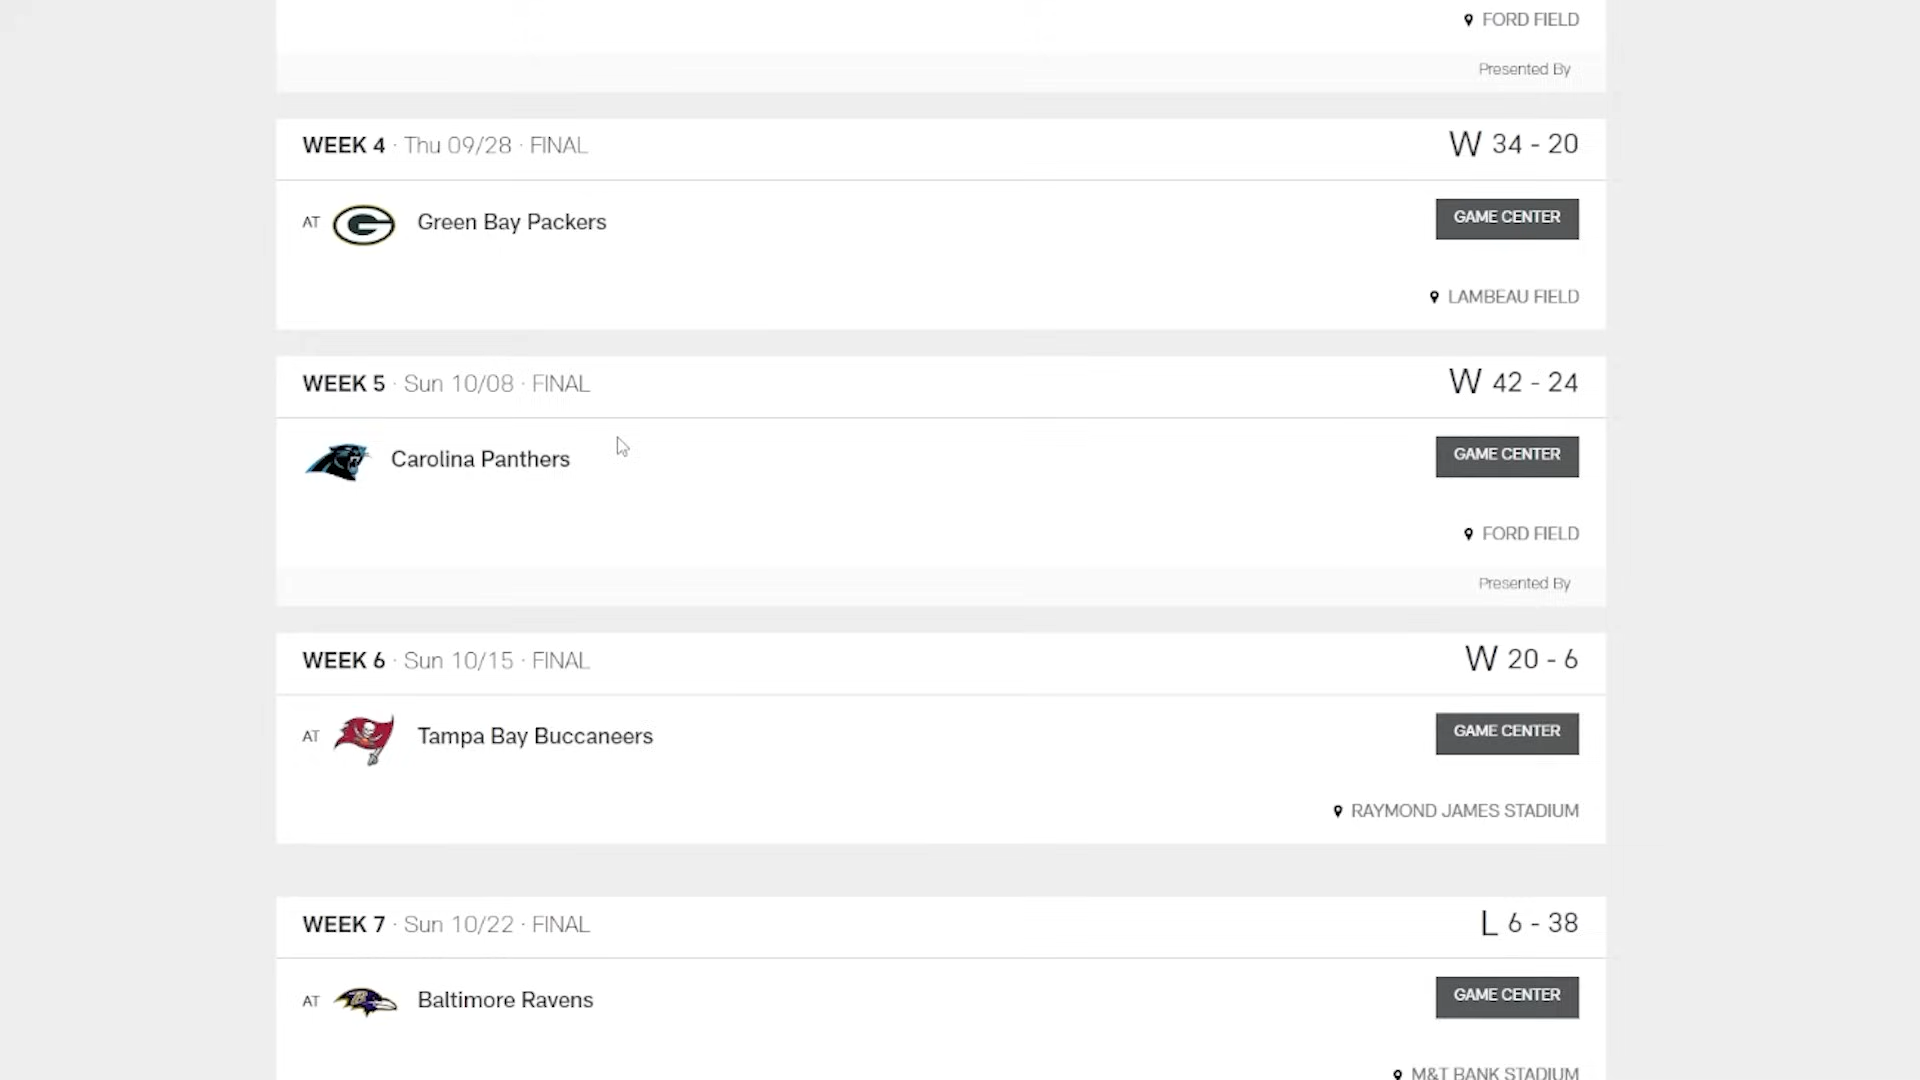 FORD FIELD
Presented By
WEEK 4 · Thu 09/28 · FINAL
W 34 - 20
AT Green Bay Packers
GAME CENTER
LAMBEAU FIELD
WEEK 5 · Sun 10/08 · FINAL
W 42 - 24
Carolina Panthers
GAME CENTER
FORD FIELD
Presented By
WEEK 6 · Sun 10/15 · FINAL
W 20 - 6
AT Tampa Bay Buccaneers
GAME CENTER
RAYMOND JAMES STADIUM
WEEK 7 · Sun 10/22 · FINAL
L 6 - 38
AT Baltimore Ravens
GAME CENTER
M&T BANK STADIUM